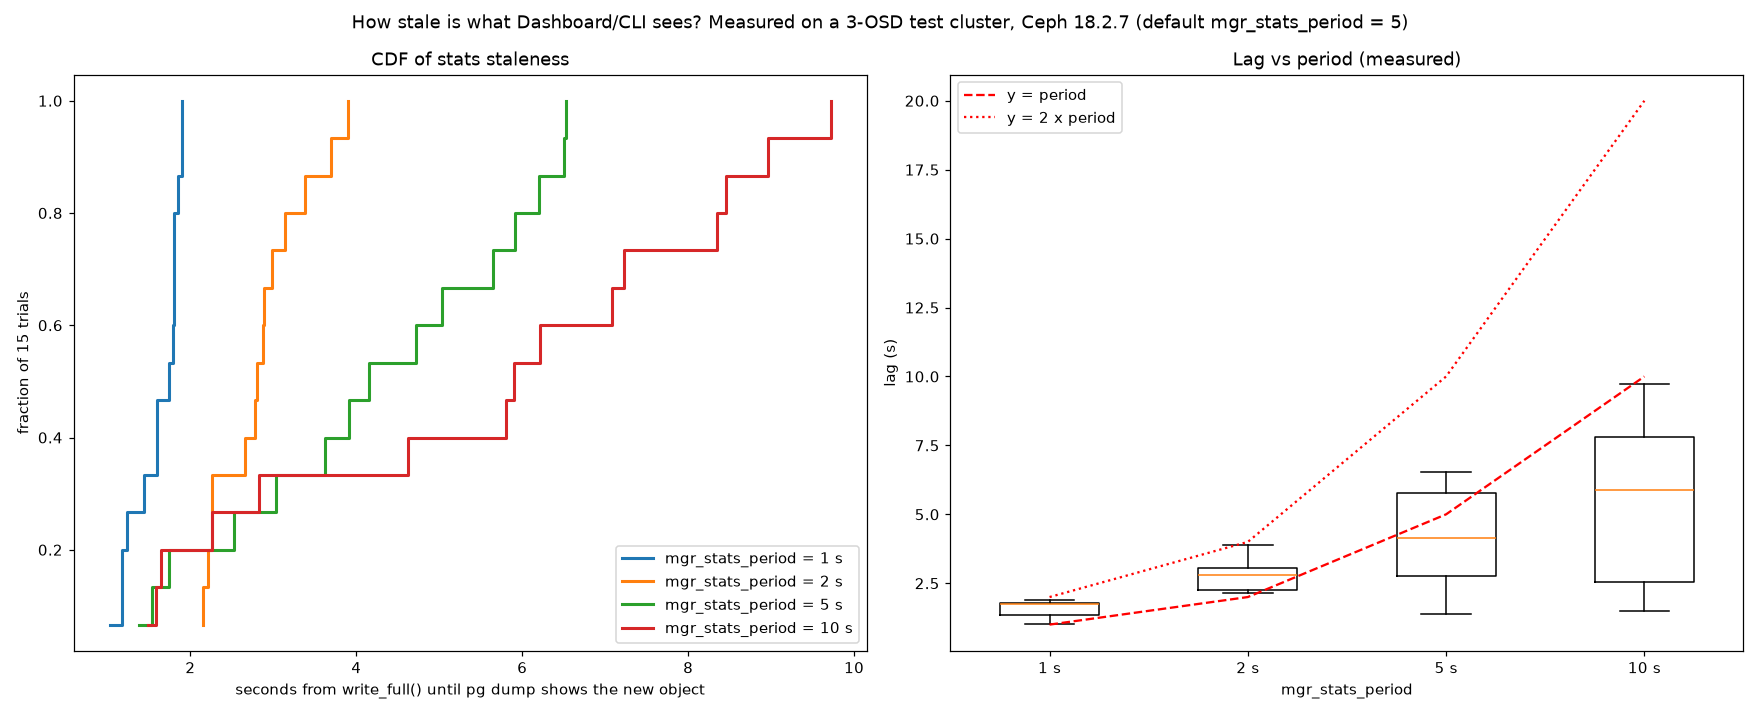 How stale is what Dashboard/CLI sees? Measured on a 3-OSD test cluster, Ceph 18.2.7 (default mgr_stats_period = 5)
CDF of stats staleness
fraction of 15 trials
1.0
0.8
0.6
0.4
0.2
mgr_stats_period = 1 s
mgr_stats_period = 2 s
mgr_stats_period = 5 s
mgr_stats_period = 10 s
2
4
6
8
10
seconds from write_full() until pg dump shows the new object
Lag vs period (measured)
y = period
y = 2 x period
lag (s)
20.0
17.5
15.0
12.5
10.0
7.5
5.0
2.5
1 s
2 s
5 s
10 s
mgr_stats_period